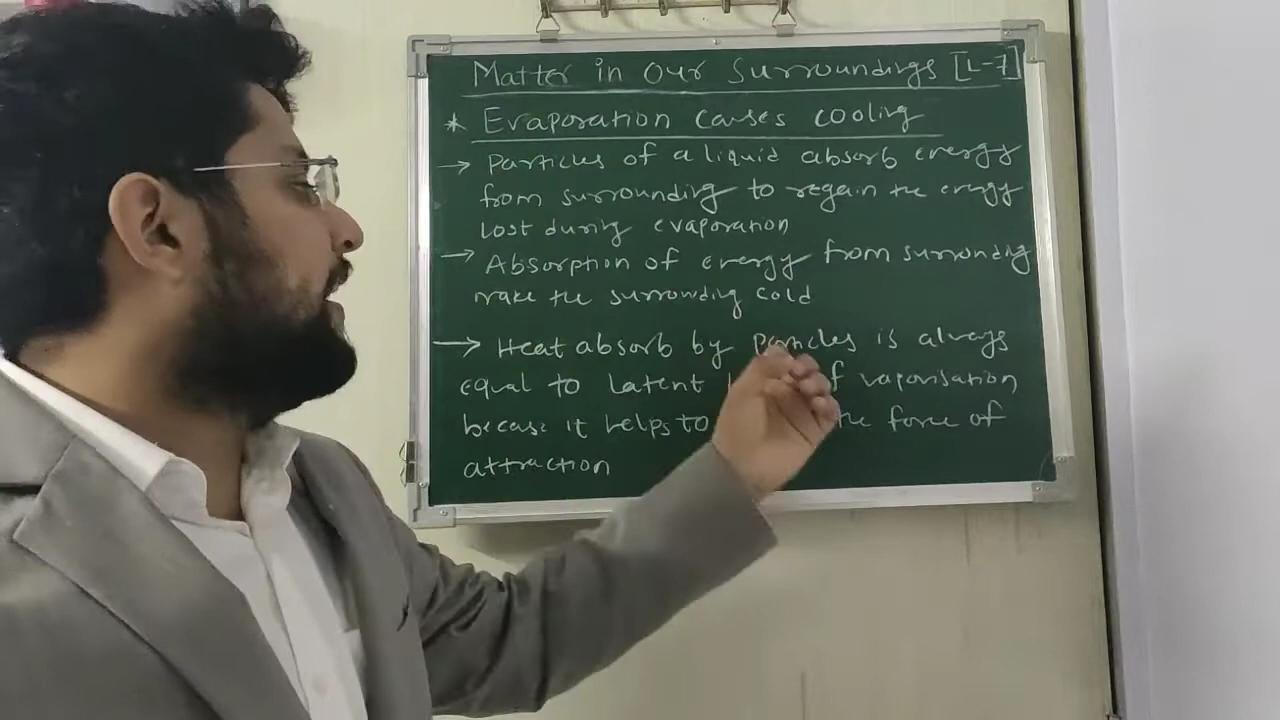 Matter in Our Surroundings [L-7]
* Evaporation causes cooling
→ Particles of a liquid absorb energy
from surrounding to regain the energy
lost during evaporation
→ Absorption of energy from surrounding
make the surrounding cold
→ Heat absorb by Particles is always
equal to latent of vaporisation
becase it helps to the force of
attraction